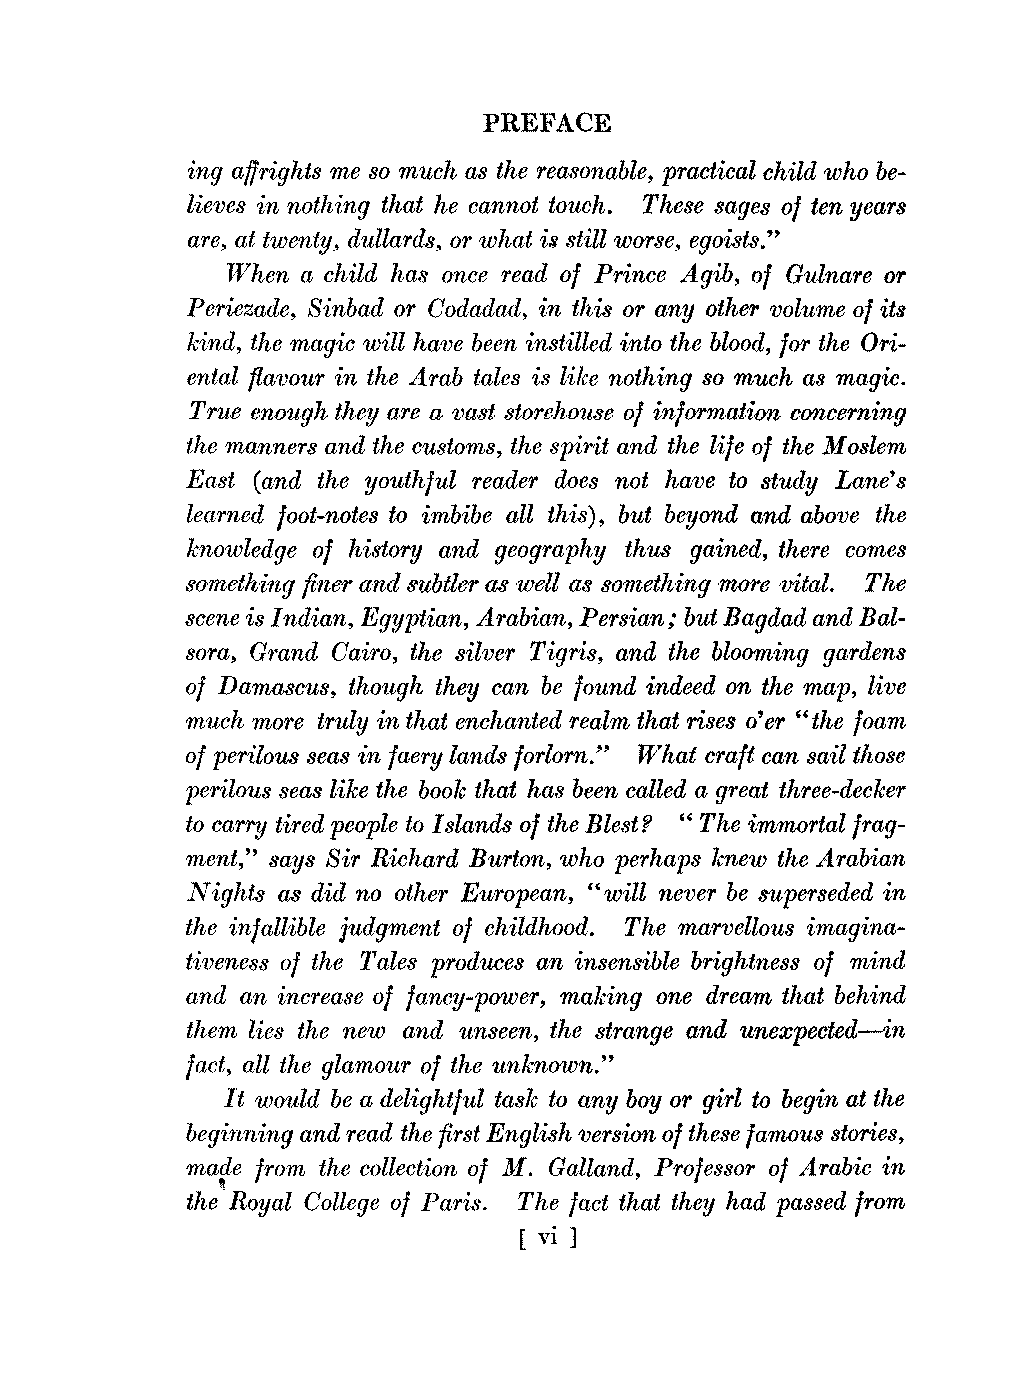 PREFACE
ing affrights me so much as the reasonable, practical child who be-
lieves in nothing that he cannot touch. These sages of ten years
are, at twenty, dullards, or what is still worse, egoists."
When a child has once read of Prince Agib, of Gulnare or
Periezade, Sinbad or Codadad, in this or any other volume of its
kind, the magic will have been instilled into the blood, for the Ori-
ental flavour in the Arab tales is like nothing so much as magic.
True enough they are a vast storehouse of information concerning
the manners and the customs, the spirit and the life of the Moslem
East (and the youthful reader does not have to study Lane's
learned foot-notes to imbibe all this), but beyond and above the
knowledge of history and geography thus gained, there comes
something finer and subtler as well as something more vital. The
scene is Indian, Egyptian, Arabian, Persian; but Bagdad and Bal-
sora, Grand Cairo, the silver Tigris, and the blooming gardens
of Damascus, though they can be found indeed on the map, live
much more truly in that enchanted realm that rises o'er "the foam
of perilous seas in faery lands forlorn." What craft can sail those
perilous seas like the book that has been called a great three-decker
to carry tired people to Islands of the Blest? "The immortal frag-
ment," says Sir Richard Burton, who perhaps knew the Arabian
Nights as did no other European, "will never be superseded in
the infallible judgment of childhood. The marvellous imagina-
tiveness of the Tales produces an insensible brightness of mind
and an increase of fancy-power, making one dream that behind
them lies the new and unseen, the strange and unexpected—in
fact, all the glamour of the unknown."
It would be a delightful task to any boy or girl to begin at the
beginning and read the first English version of these famous stories,
made from the collection of M. Galland, Professor of Arabic in
the Royal College of Paris. The fact that they had passed from
[ vi ]